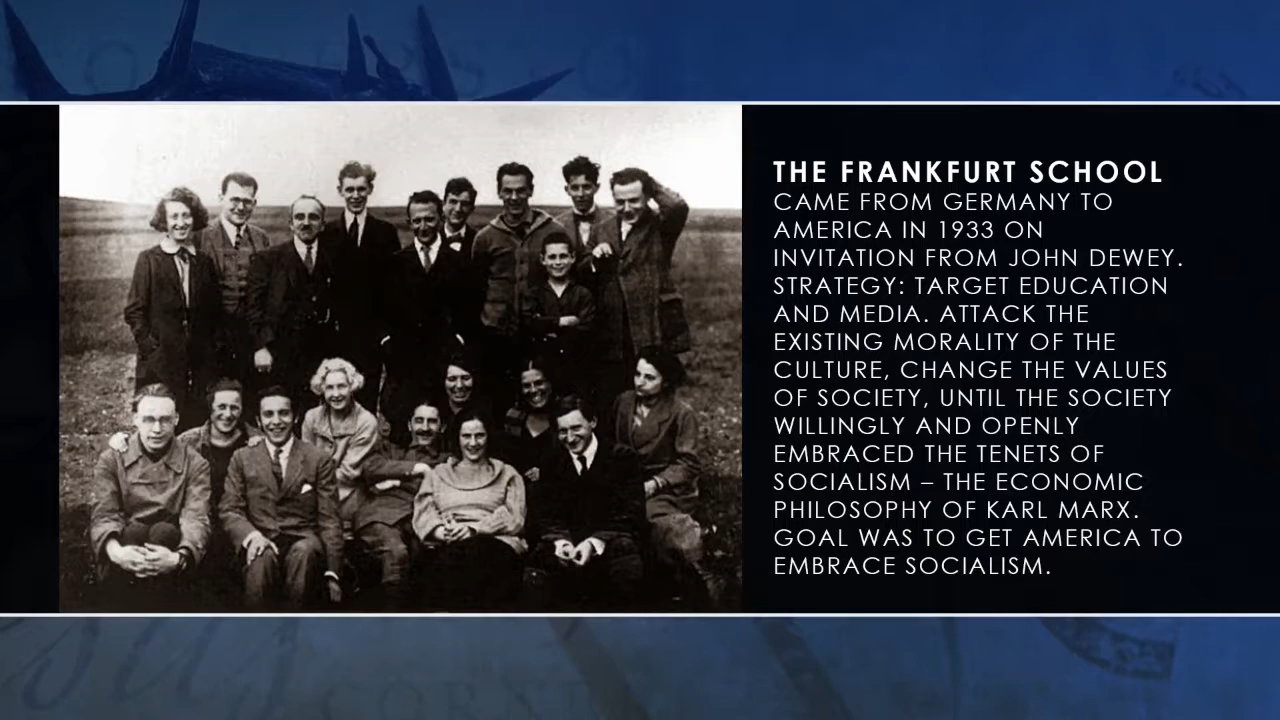 THE FRANKFURT SCHOOL
CAME FROM GERMANY TO
AMERICA IN 1933 ON
INVITATION FROM JOHN DEWEY.
STRATEGY: TARGET EDUCATION
AND MEDIA. ATTACK THE
EXISTING MORALITY OF THE
CULTURE, CHANGE THE VALUES
OF SOCIETY, UNTIL THE SOCIETY
WILLINGLY AND OPENLY
EMBRACED THE TENETS OF
SOCIALISM – THE ECONOMIC
PHILOSOPHY OF KARL MARX.
GOAL WAS TO GET AMERICA TO
EMBRACE SOCIALISM.